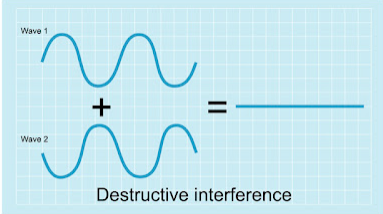 Wave 1
+
=
Wave 2
Destructive interference